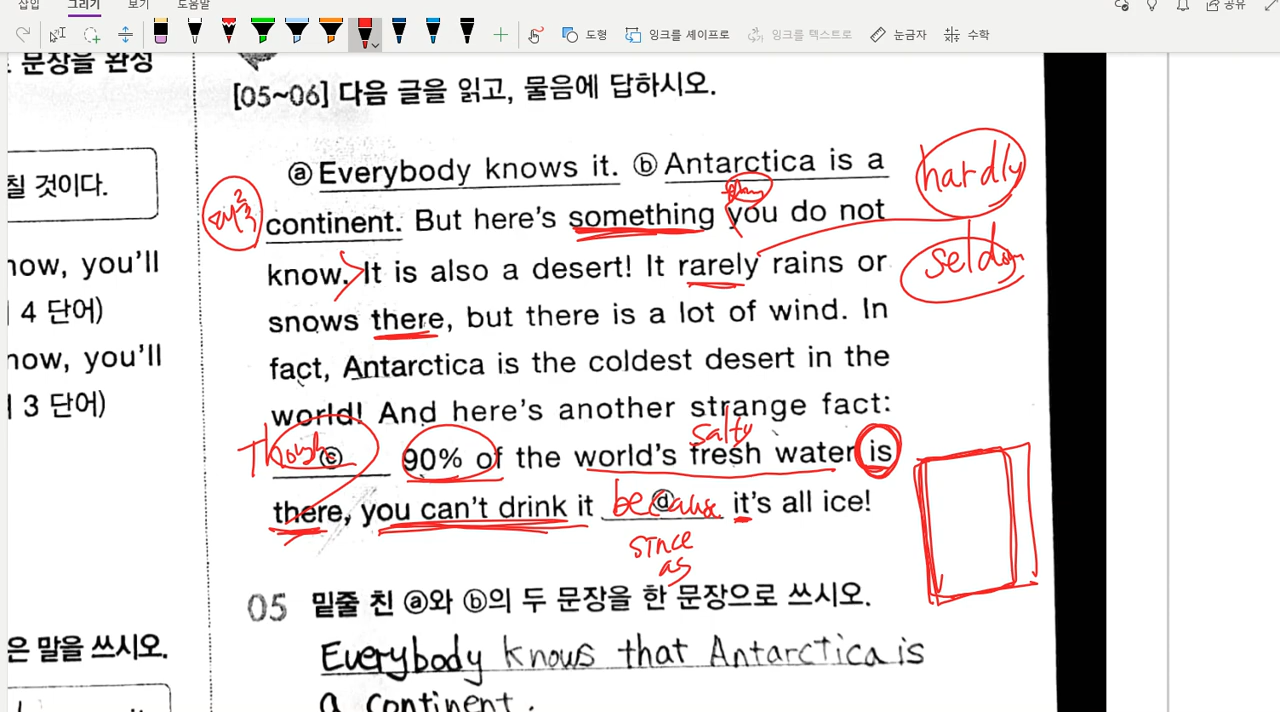 삽입 그리기 보기 도움말 공유
도형 잉크를 셰이프로 잉크를 텍스트로 눈금자 수학
문장을 완성
[05~06] 다음 글을 읽고, 물음에 답하시오.
ⓐ Everybody knows it. ⓑ Antarctica is a
hardly
칠 것이다.
continent. But here's something you do not
know. It is also a desert! It rarely rains or
seldom
now, you'll
4 단어)
snows there, but there is a lot of wind. In
now, you'll
fact, Antarctica is the coldest desert in the
3 단어)
world! And here's another strange fact:
salty
Though ⓒ 90% of the world's fresh water is
there, you can't drink it because ⓓ it's all ice!
since
as
05 밑줄 친 ⓐ와 ⓑ의 두 문장을 한 문장으로 쓰시오.
은 말을 쓰시오.
Everybody knows that Antarctica is
a continent.